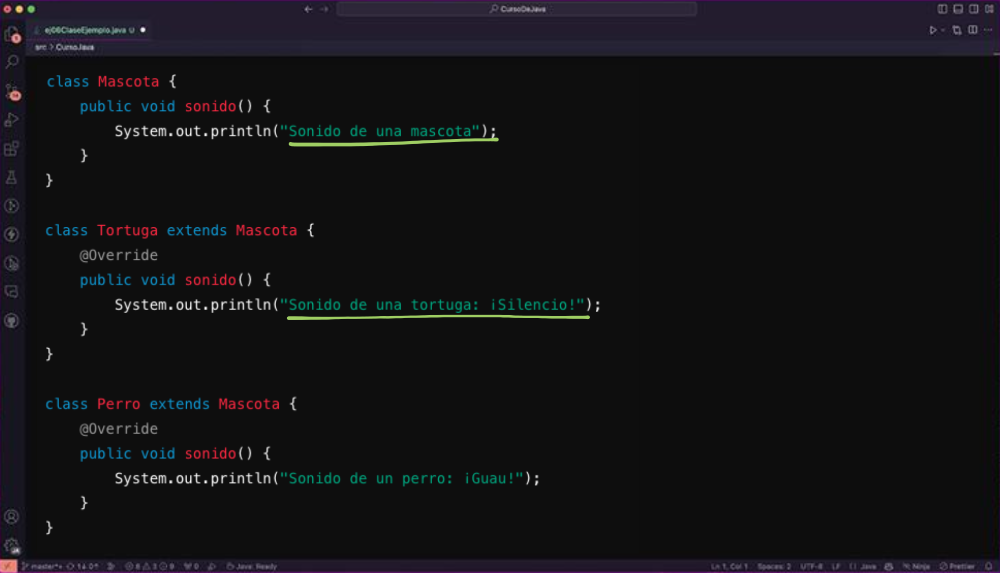 CursoDeJava
ej06ClaseEjemplo.java U
src > CursoJava
class Mascota {
public void sonido() {
System.out.println("Sonido de una mascota");
}
}
class Tortuga extends Mascota {
@Override
public void sonido() {
System.out.println("Sonido de una tortuga: ¡Silencio!");
}
}
class Perro extends Mascota {
@Override
public void sonido() {
System.out.println("Sonido de un perro: ¡Guau!");
}
}
master*+ Java: Ready Ln 1, Col 1 Spaces: 2 UTF-8 LF Java Ninja Prettier